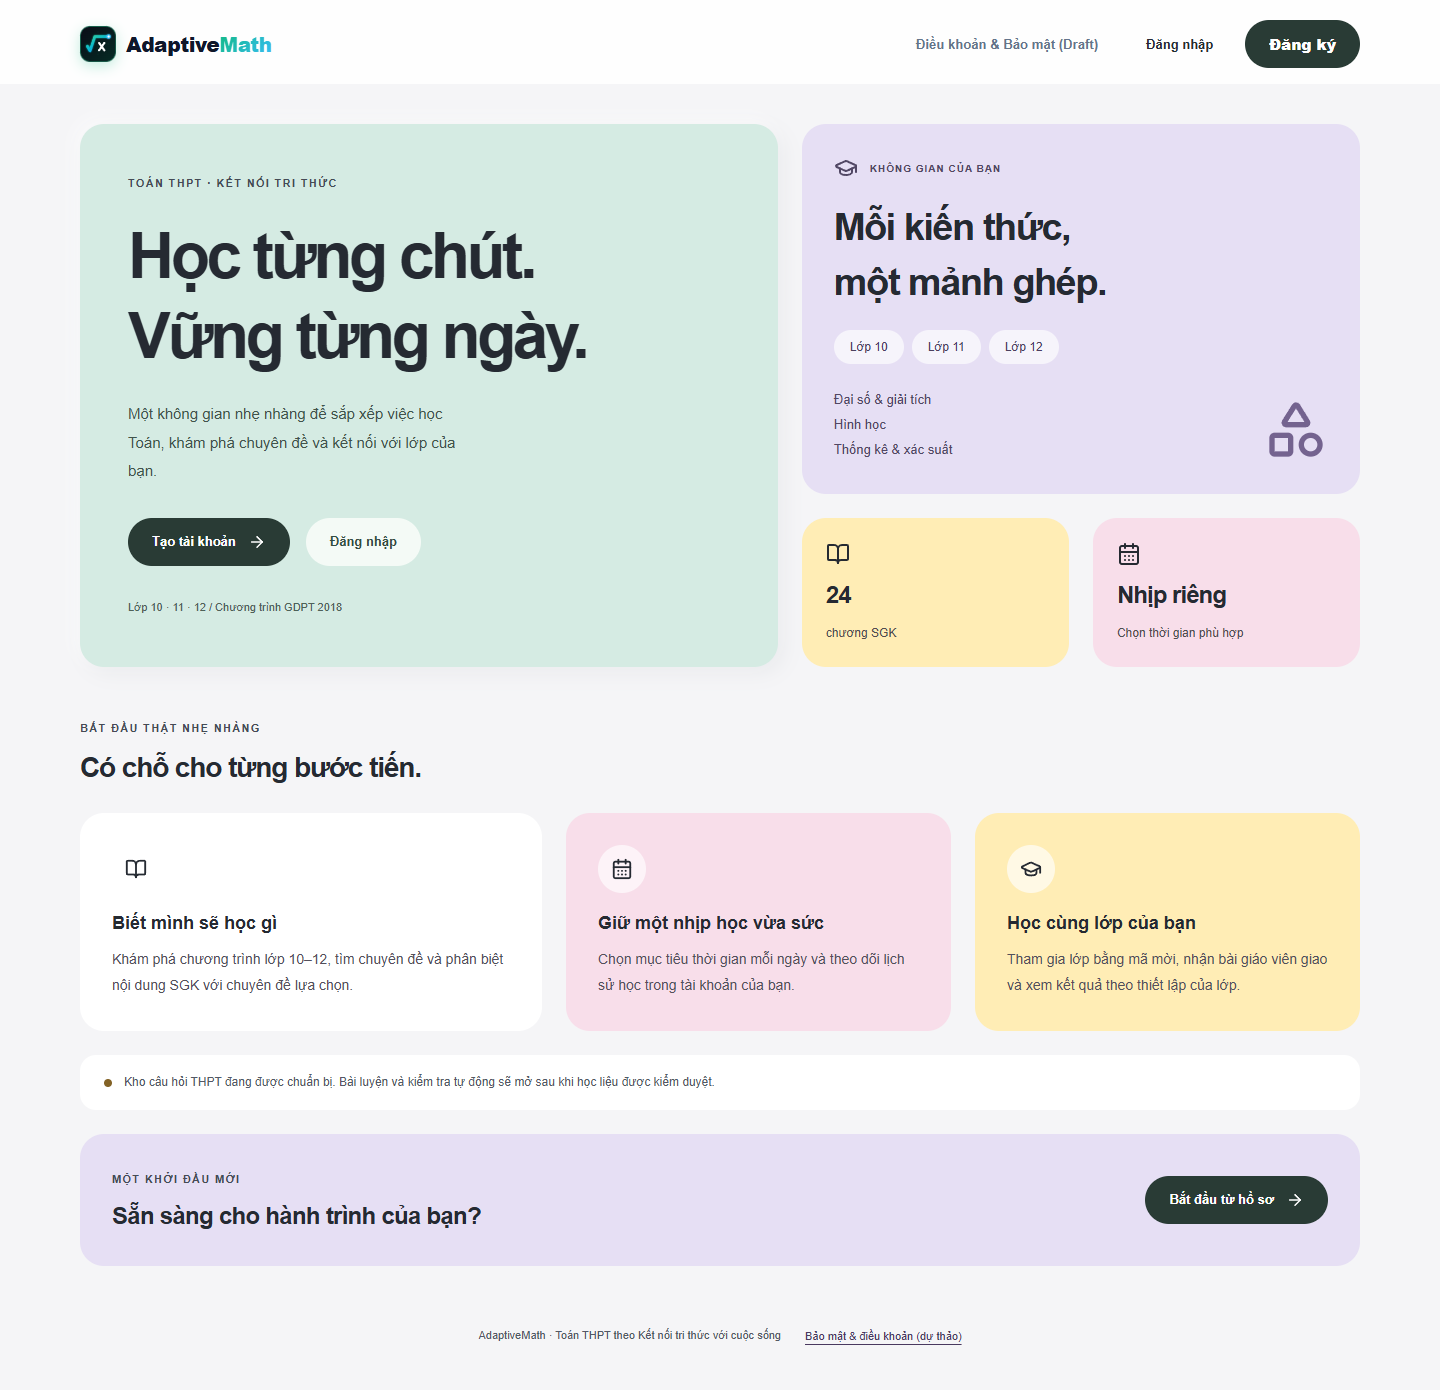 AdaptiveMath
Điều khoản & Bảo mật (Draft)
Đăng nhập
Đăng ký
TOÁN THPT · KẾT NỐI TRI THỨC
Học từng chút.
Vững từng ngày.
Một không gian nhẹ nhàng để sắp xếp việc học
Toán, khám phá chuyên đề và kết nối với lớp của
bạn.
Tạo tài khoản
Đăng nhập
Lớp 10 · 11 · 12 / Chương trình GDPT 2018
KHÔNG GIAN CỦA BẠN
Mỗi kiến thức,
một mảnh ghép.
Lớp 10
Lớp 11
Lớp 12
Đại số & giải tích
Hình học
Thống kê & xác suất
24
chương SGK
Nhịp riêng
Chọn thời gian phù hợp
BẮT ĐẦU THẬT NHẸ NHÀNG
Có chỗ cho từng bước tiến.
Biết mình sẽ học gì
Khám phá chương trình lớp 10–12, tìm chuyên đề và phân biệt
nội dung SGK với chuyên đề lựa chọn.
Giữ một nhịp học vừa sức
Chọn mục tiêu thời gian mỗi ngày và theo dõi lịch
sử học trong tài khoản của bạn.
Học cùng lớp của bạn
Tham gia lớp bằng mã mời, nhận bài giáo viên giao
và xem kết quả theo thiết lập của lớp.
Kho câu hỏi THPT đang được chuẩn bị. Bài luyện và kiểm tra tự động sẽ mở sau khi học liệu được kiểm duyệt.
MỘT KHỞI ĐẦU MỚI
Sẵn sàng cho hành trình của bạn?
Bắt đầu từ hồ sơ
AdaptiveMath · Toán THPT theo Kết nối tri thức với cuộc sống
Bảo mật & điều khoản (dự thảo)